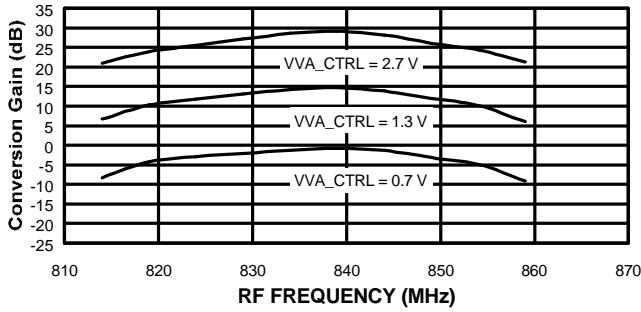 Conversion Gain (dB)
35
30
25
20
15
10
5
0
-5
-10
-15
-20
-25
VVA_CTRL = 2.7 V
VVA_CTRL = 1.3 V
VVA_CTRL = 0.7 V
810 820 830 840 850 860 870
RF FREQUENCY (MHz)